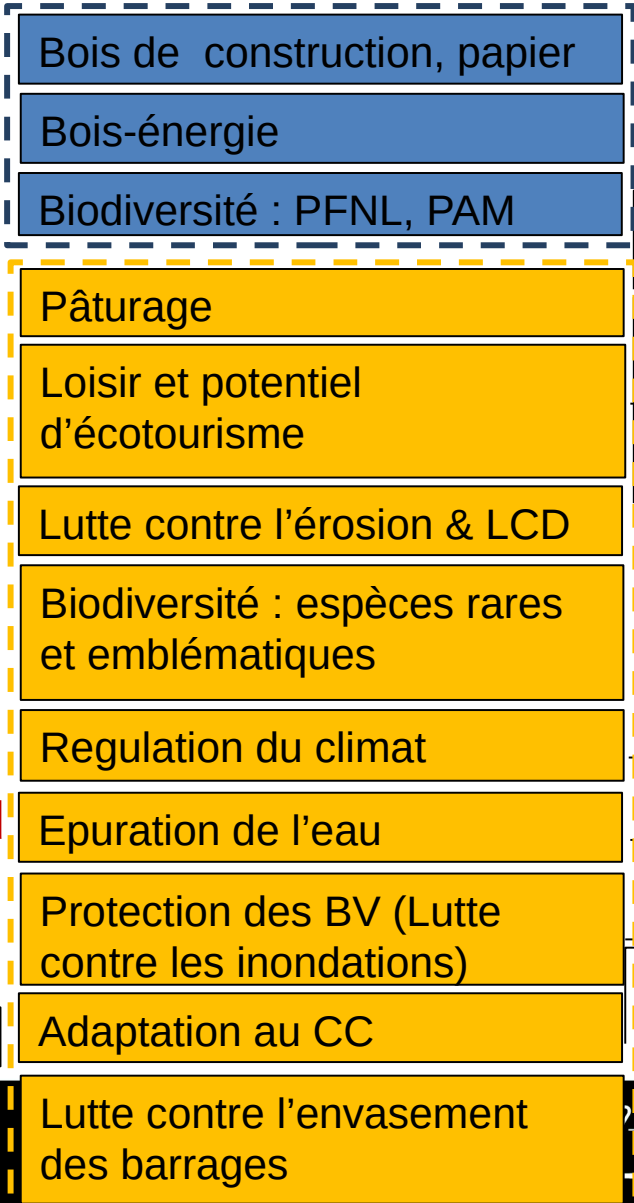 Bois de construction, papier
Bois-énergie
Biodiversité : PFNL, PAM
Pâturage
Loisir et potentiel
d’écotourisme
Lutte contre l’érosion & LCD
Biodiversité : espèces rares
et emblématiques
Regulation du climat
Epuration de l’eau
Protection des BV (Lutte
contre les inondations)
Adaptation au CC
Lutte contre l’envasement
des barrages